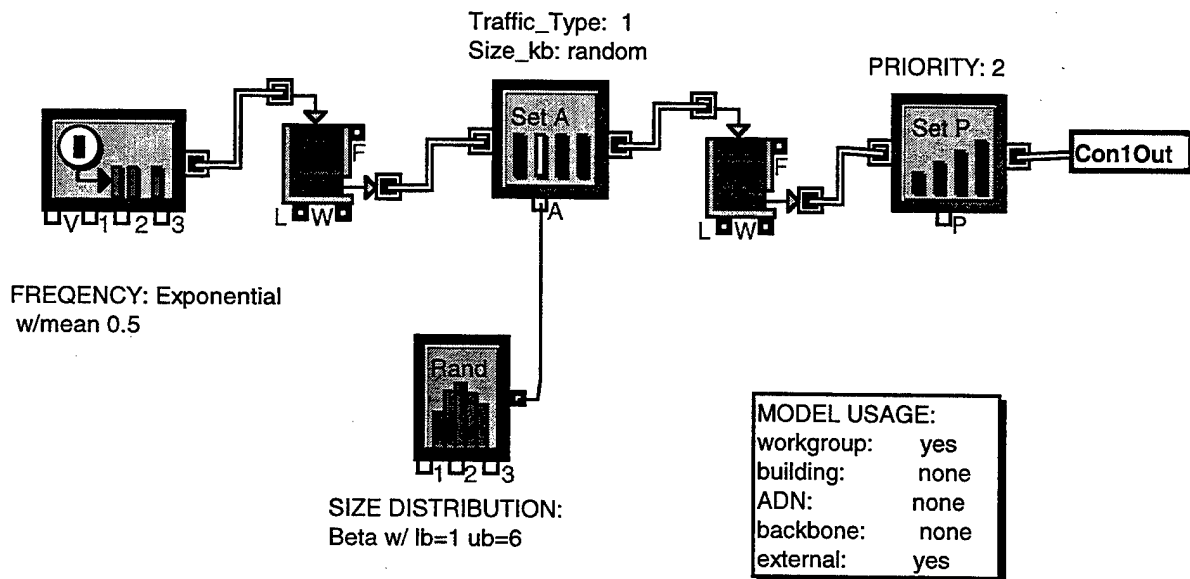 Traffic_Type: 1
Size_kb: random
PRIORITY: 2
Set A
Set P
F
F
Con1Out
V 1 2 3
L W
A
L W
P
FREQENCY: Exponential
w/mean 0.5
Rand
1 2 3
SIZE DISTRIBUTION:
Beta w/ lb=1 ub=6
MODEL USAGE:
workgroup: yes
building: none
ADN: none
backbone: none
external: yes